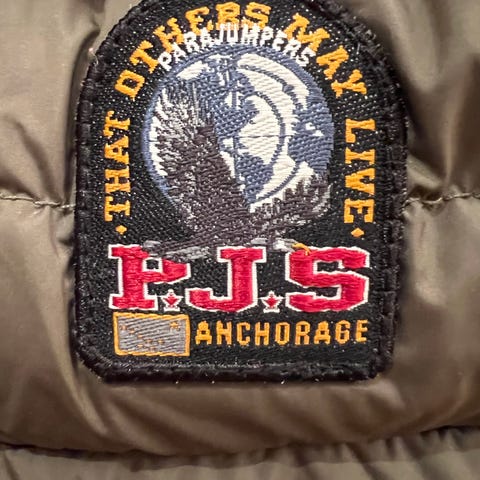 THAT OTHERS MAY LIVE
PARAJUMPERS
P.J.S
ANCHORAGE